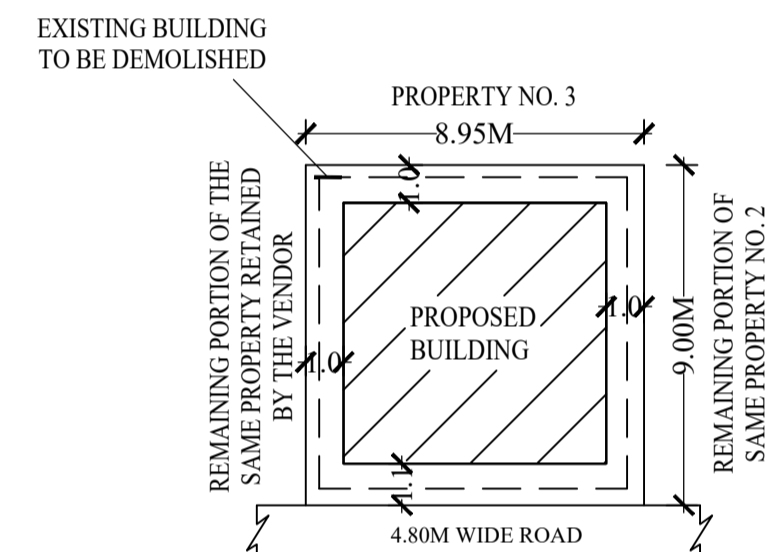 EXISTING BUILDING
TO BE DEMOLISHED
PROPERTY NO. 3
8.95M
1.0
REMAINING PORTION OF THE
SAME PROPERTY RETAINED
BY THE VENDOR
PROPOSED
BUILDING
1.0
1.0
9.00M
REMAINING PORTION OF
SAME PROPERTY NO. 2
1.1
4.80M WIDE ROAD